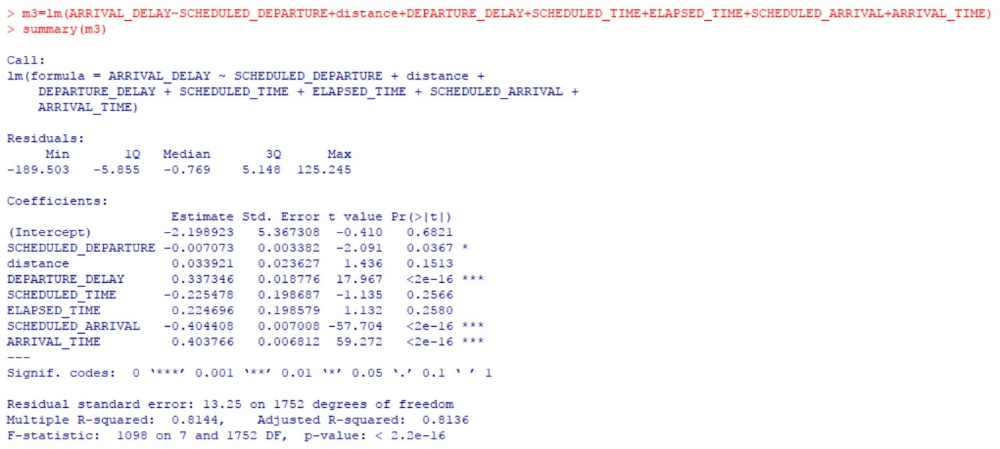 > m3=lm(ARRIVAL_DELAY~SCHEDULED_DEPARTURE+distance+DEPARTURE_DELAY+SCHEDULED_TIME+ELAPSED_TIME+SCHEDULED_ARRIVAL+ARRIVAL_TIME)
> summary(m3)
Call:
lm(formula = ARRIVAL_DELAY ~ SCHEDULED_DEPARTURE + distance +
    DEPARTURE_DELAY + SCHEDULED_TIME + ELAPSED_TIME + SCHEDULED_ARRIVAL +
    ARRIVAL_TIME)
Residuals:
     Min       1Q   Median       3Q      Max
-189.503   -5.855   -0.769    5.148  125.245
Coefficients:
                     Estimate Std. Error t value Pr(>|t|)
(Intercept)         -2.198923   5.367308  -0.410   0.6821
SCHEDULED_DEPARTURE -0.007073   0.003382  -2.091   0.0367 *
distance             0.033921   0.023627   1.436   0.1513
DEPARTURE_DELAY      0.337346   0.018776  17.967   <2e-16 ***
SCHEDULED_TIME      -0.225478   0.198687  -1.135   0.2566
ELAPSED_TIME         0.224696   0.198579   1.132   0.2580
SCHEDULED_ARRIVAL   -0.404408   0.007008 -57.704   <2e-16 ***
ARRIVAL_TIME         0.403766   0.006812  59.272   <2e-16 ***
---
Signif. codes:  0 ‘***’ 0.001 ‘**’ 0.01 ‘*’ 0.05 ‘.’ 0.1 ‘ ’ 1
Residual standard error: 13.25 on 1752 degrees of freedom
Multiple R-squared:  0.8144,    Adjusted R-squared:  0.8136
F-statistic:  1098 on 7 and 1752 DF,  p-value: < 2.2e-16